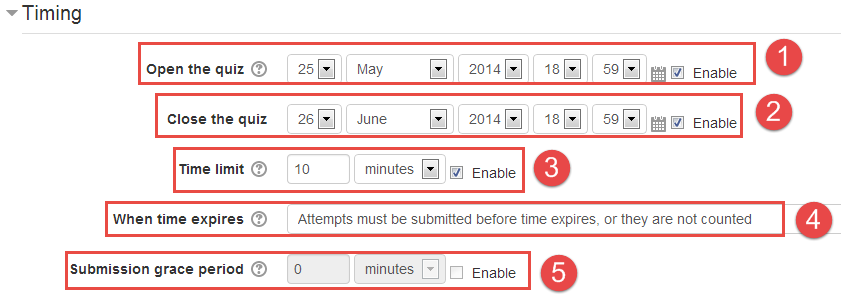 Timing
Open the quiz 25 May 2014 18 59 Enable 1
Close the quiz 26 June 2014 18 59 Enable 2
Time limit 10 minutes Enable 3
When time expires Attempts must be submitted before time expires, or they are not counted 4
Submission grace period 0 minutes Enable 5